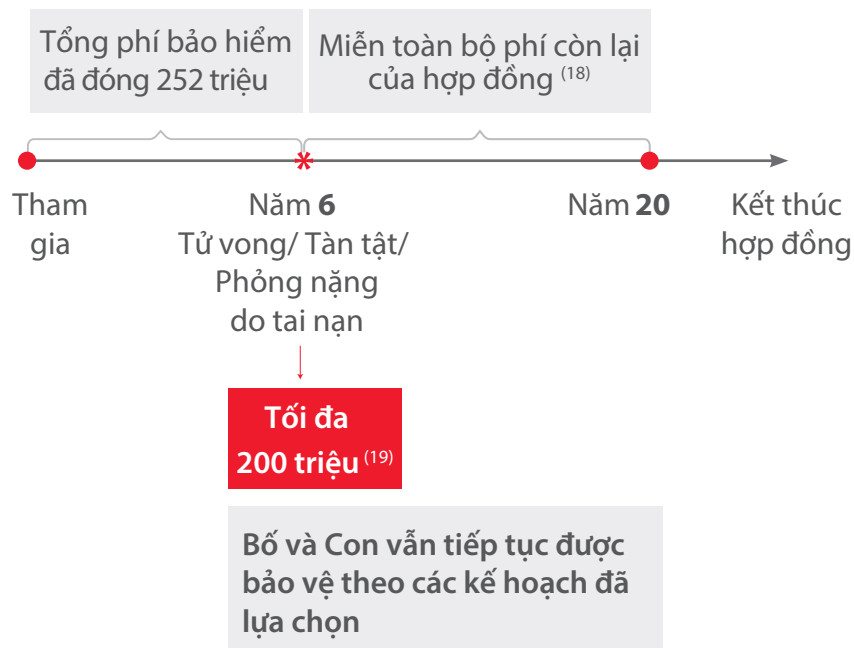 Tổng phí bảo hiểm
đã đóng 252 triệu
Miễn toàn bộ phí còn lại
của hợp đồng (18)
Tham
gia
Năm 6
Tử vong/ Tàn tật/
Phỏng nặng
do tai nạn
Năm 20
Kết thúc
hợp đồng
Tối đa
200 triệu (19)
Bố và Con vẫn tiếp tục được
bảo vệ theo các kế hoạch đã
lựa chọn